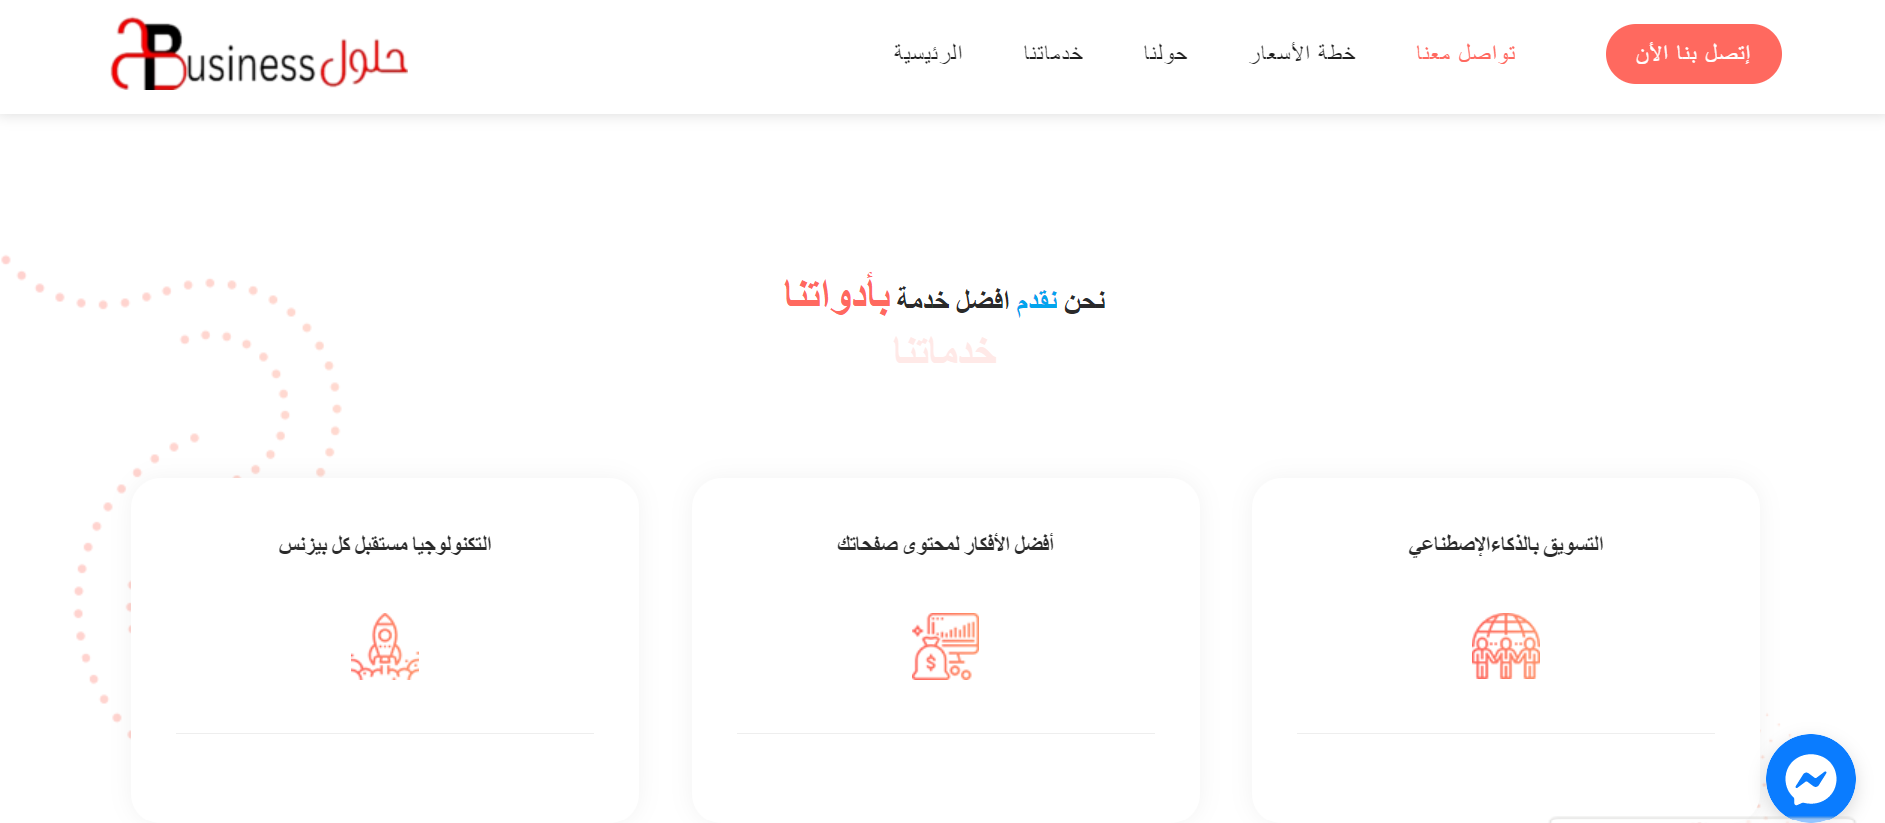 Business حلول
الرئيسية
خدماتنا
حولنا
خطة الأسعار
تواصل معنا
إتصل بنا الأن
نحن نقدم افضل خدمة بأدواتنا
خدماتنا
التسويق بالذكاءالإصطناعي
أفضل الأفكار لمحتوى صفحاتك
التكنولوجيا مستقبل كل بيزنس
$